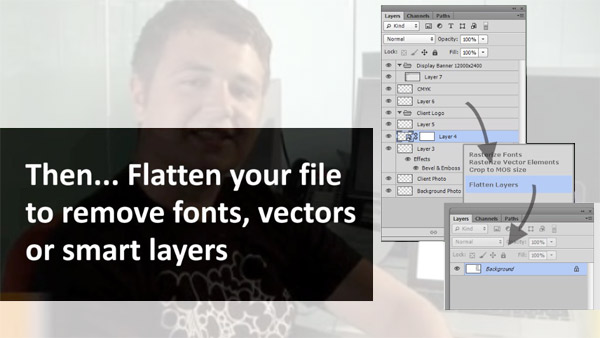 Then... Flatten your file
to remove fonts, vectors
or smart layers
Layers Channels Paths
Kind
Normal Opacity: 100%
Lock: Fill: 100%
Display Banner 12000x2400
Layer 7
CMYK
Layer 6
Client Logo
Layer 5
Layer 4
Layer 3
Effects
Bevel & Emboss
Client Photo
Background Photo
Rasterize Fonts
Rasterize Vector Elements
Crop to MOS size
Flatten Layers
Layers Channels Paths
Kind
Normal Opacity: 100%
Lock: Fill: 100%
Background